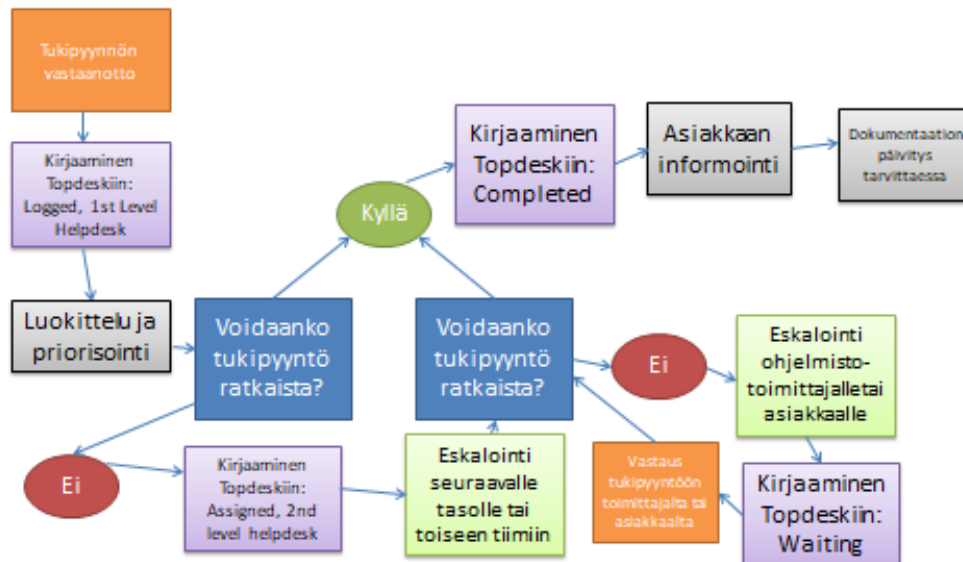 Tukipyynnön
vastaanotto
Kirjaaminen
Topdeskiin:
Logged, 1st Level
Helpdesk
Luokittelu ja
priorisointi
Voidaanko
tukipyyntö
ratkaista?
Kyllä
Kirjaaminen
Topdeskiin:
Completed
Asiakkaan
informointi
Dokumentaation
päivitys
tarvittaessa
Ei
Kirjaaminen
Topdeskiin:
Assigned, 2nd
level helpdesk
Eskalointi
seuraavalle
tasolle tai
toiseen tiimiin
Voidaanko
tukipyyntö
ratkaista?
Ei
Eskalointi
ohjelmisto-
toimittajalletai
asiakkaalle
Kirjaaminen
Topdeskiin:
Waiting
Vastaus
tukipyyntöön
toimittajalta tai
asiakkaalta